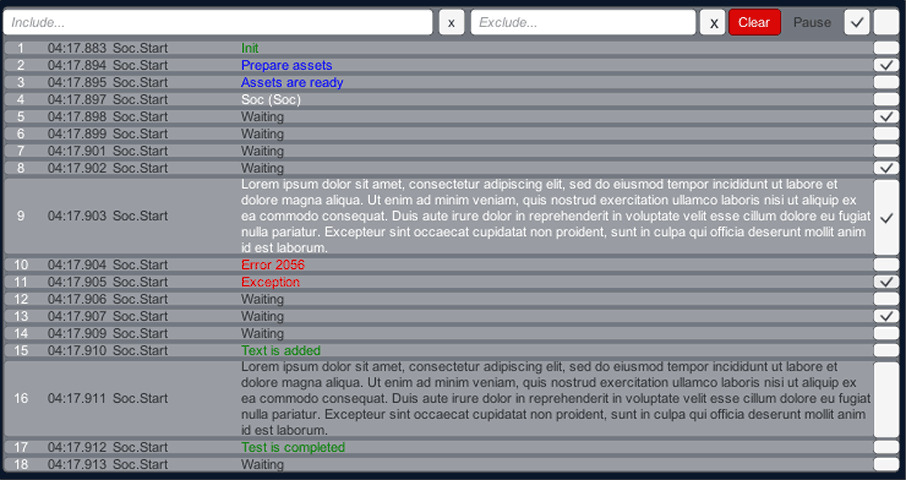 Include... x Exclude... x Clear Pause
1 04:17.883 Soc.Start Init
2 04:17.894 Soc.Start Prepare assets
3 04:17.895 Soc.Start Assets are ready
4 04:17.897 Soc.Start Soc (Soc)
5 04:17.898 Soc.Start Waiting
6 04:17.899 Soc.Start Waiting
7 04:17.901 Soc.Start Waiting
8 04:17.902 Soc.Start Waiting
Lorem ipsum dolor sit amet, consectetur adipiscing elit, sed do eiusmod tempor incididunt ut labore et
dolore magna aliqua. Ut enim ad minim veniam, quis nostrud exercitation ullamco laboris nisi ut aliquip ex
9 04:17.903 Soc.Start ea commodo consequat. Duis aute irure dolor in reprehenderit in voluptate velit esse cillum dolore eu fugiat
nulla pariatur. Excepteur sint occaecat cupidatat non proident, sunt in culpa qui officia deserunt mollit anim
id est laborum.
10 04:17.904 Soc.Start Error 2056
11 04:17.905 Soc.Start Exception
12 04:17.906 Soc.Start Waiting
13 04:17.907 Soc.Start Waiting
14 04:17.909 Soc.Start Waiting
15 04:17.910 Soc.Start Text is added
Lorem ipsum dolor sit amet, consectetur adipiscing elit, sed do eiusmod tempor incididunt ut labore et
dolore magna aliqua. Ut enim ad minim veniam, quis nostrud exercitation ullamco laboris nisi ut aliquip ex
16 04:17.911 Soc.Start ea commodo consequat. Duis aute irure dolor in reprehenderit in voluptate velit esse cillum dolore eu fugiat
nulla pariatur. Excepteur sint occaecat cupidatat non proident, sunt in culpa qui officia deserunt mollit anim
id est laborum.
17 04:17.912 Soc.Start Test is completed
18 04:17.913 Soc.Start Waiting